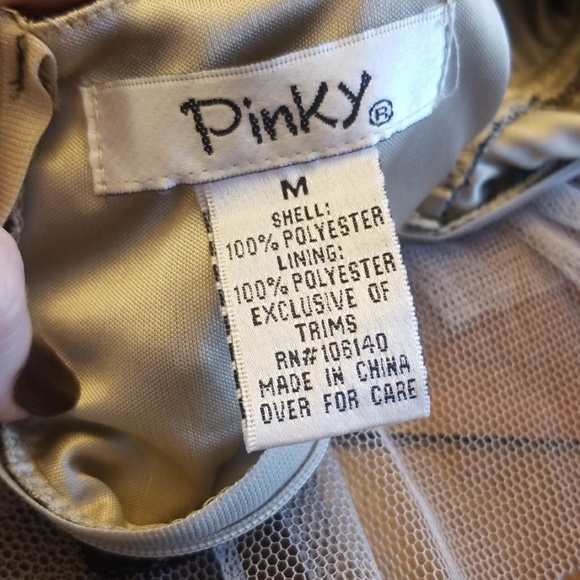 Pinky®
M
SHELL:
100% POLYESTER
LINING:
100% POLYESTER
EXCLUSIVE OF
TRIMS
RN#106140
MADE IN CHINA
OVER FOR CARE